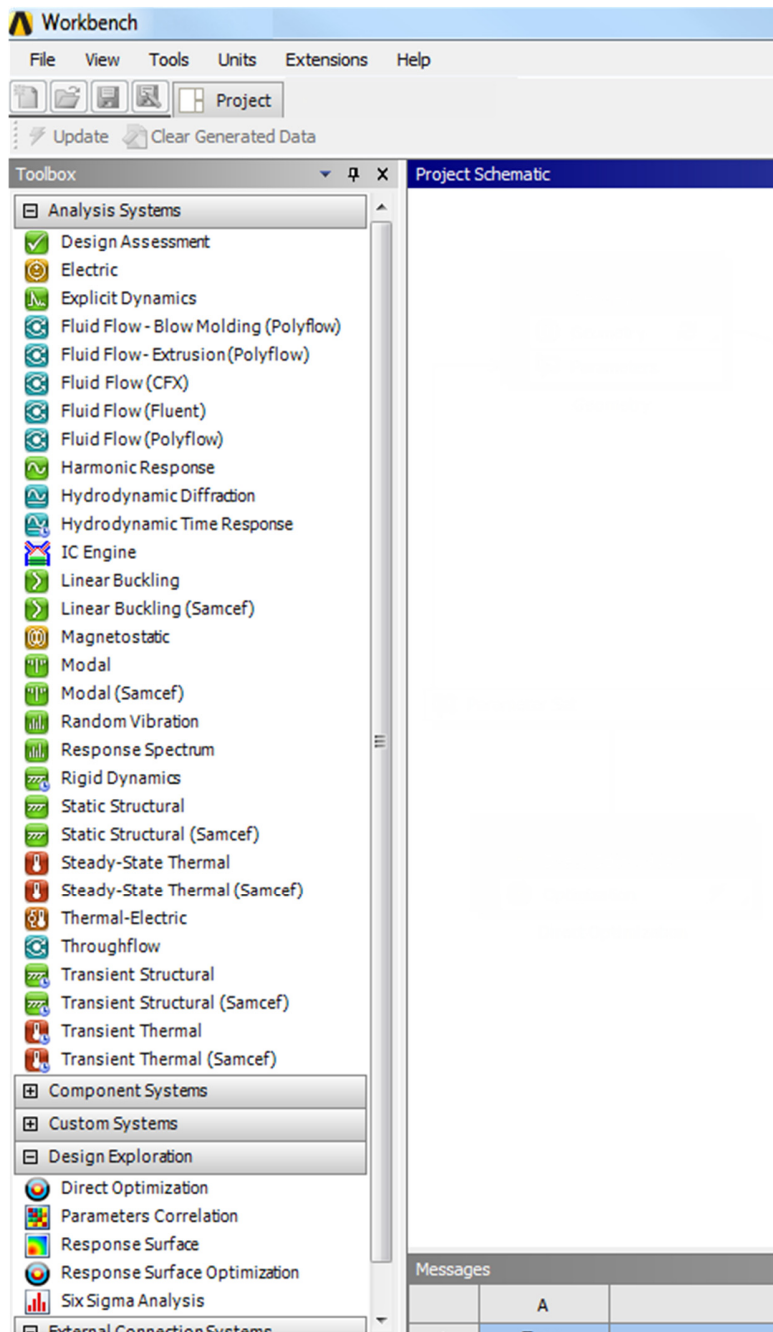 Workbench
File View Tools Units Extensions Help
Project
Update Clear Generated Data
Toolbox
Project Schematic
Analysis Systems
Design Assessment
Electric
Explicit Dynamics
Fluid Flow - Blow Molding (Polyflow)
Fluid Flow- Extrusion (Polyflow)
Fluid Flow (CFX)
Fluid Flow (Fluent)
Fluid Flow (Polyflow)
Harmonic Response
Hydrodynamic Diffraction
Hydrodynamic Time Response
IC Engine
Linear Buckling
Linear Buckling (Samcef)
Magnetostatic
Modal
Modal (Samcef)
Random Vibration
Response Spectrum
Rigid Dynamics
Static Structural
Static Structural (Samcef)
Steady-State Thermal
Steady-State Thermal (Samcef)
Thermal-Electric
Throughflow
Transient Structural
Transient Structural (Samcef)
Transient Thermal
Transient Thermal (Samcef)
Component Systems
Custom Systems
Design Exploration
Direct Optimization
Parameters Correlation
Response Surface
Response Surface Optimization
Six Sigma Analysis
External Connection Systems
Messages
A